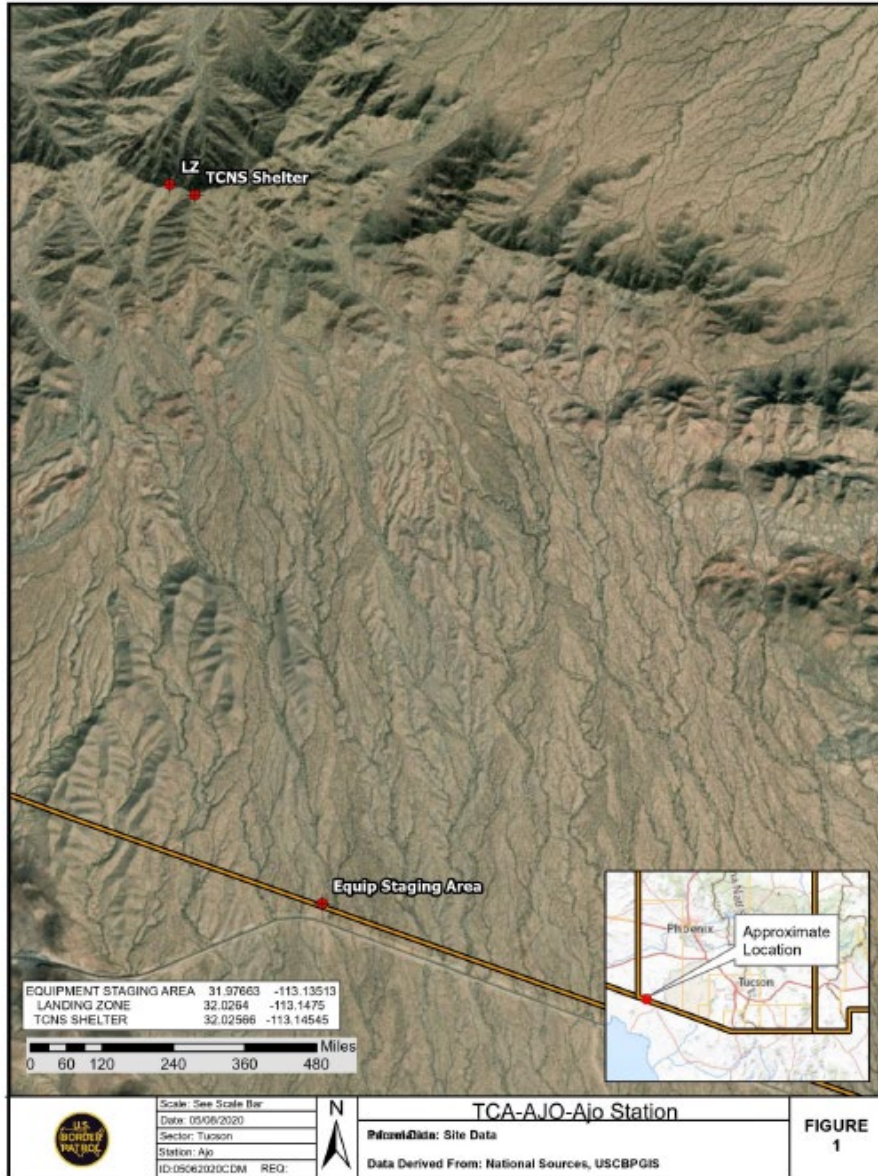 LZ
TCNS Shelter
Equip Staging Area
EQUIPMENT STAGING AREA 31.97663 -113.13513
LANDING ZONE 32.0264 -113.1475
TCNS SHELTER 32.02566 -113.14545
Miles
0 60 120 240 360 480
Phoenix
Tucson
Approximate
Location
U.S.
BORDER
PATROL
Scale: See Scale Bar
Date: 05/08/2020
Sector: Tucson
Station: Ajo
ID:05062020CDM REQ:
N
TCA-AJO-Ajo Station
Site Data
Data Derived From: National Sources, USCBPGIS
FIGURE
1